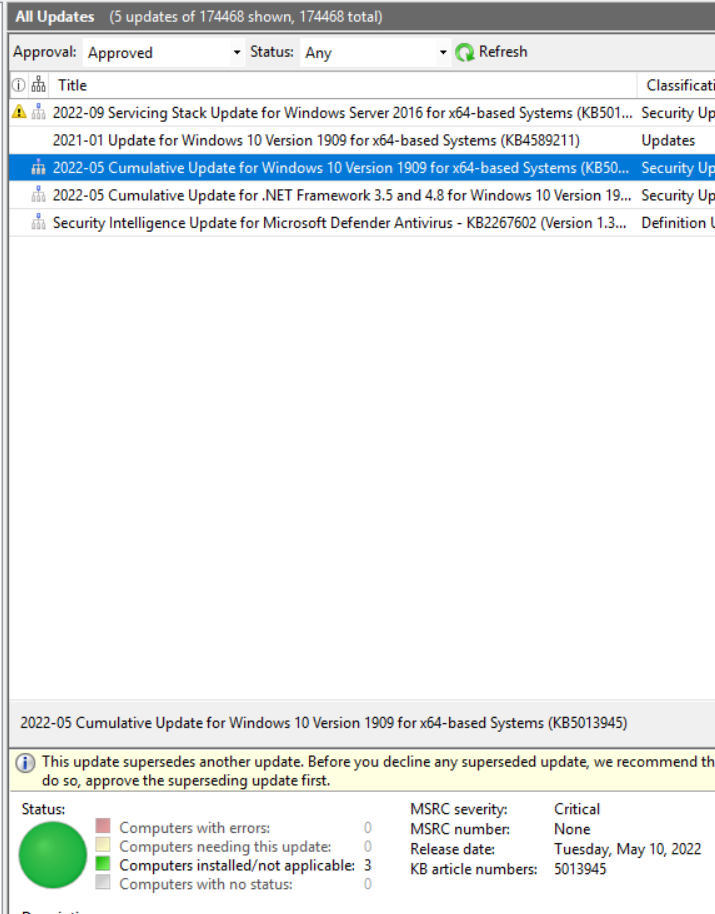 All Updates (5 updates of 174468 shown, 174468 total)
Approval: Approved Status: Any Refresh
Title Classificati
2022-09 Servicing Stack Update for Windows Server 2016 for x64-based Systems (KB501... Security Up
2021-01 Update for Windows 10 Version 1909 for x64-based Systems (KB4589211) Updates
2022-05 Cumulative Update for Windows 10 Version 1909 for x64-based Systems (KB50... Security Up
2022-05 Cumulative Update for .NET Framework 3.5 and 4.8 for Windows 10 Version 19... Security Up
Security Intelligence Update for Microsoft Defender Antivirus - KB2267602 (Version 1.3... Definition U
2022-05 Cumulative Update for Windows 10 Version 1909 for x64-based Systems (KB5013945)
This update supersedes another update. Before you decline any superseded update, we recommend th
do so, approve the superseding update first.
Status:
Computers with errors: 0
Computers needing this update: 0
Computers installed/not applicable: 3
Computers with no status: 0
MSRC severity: Critical
MSRC number: None
Release date: Tuesday, May 10, 2022
KB article numbers: 5013945